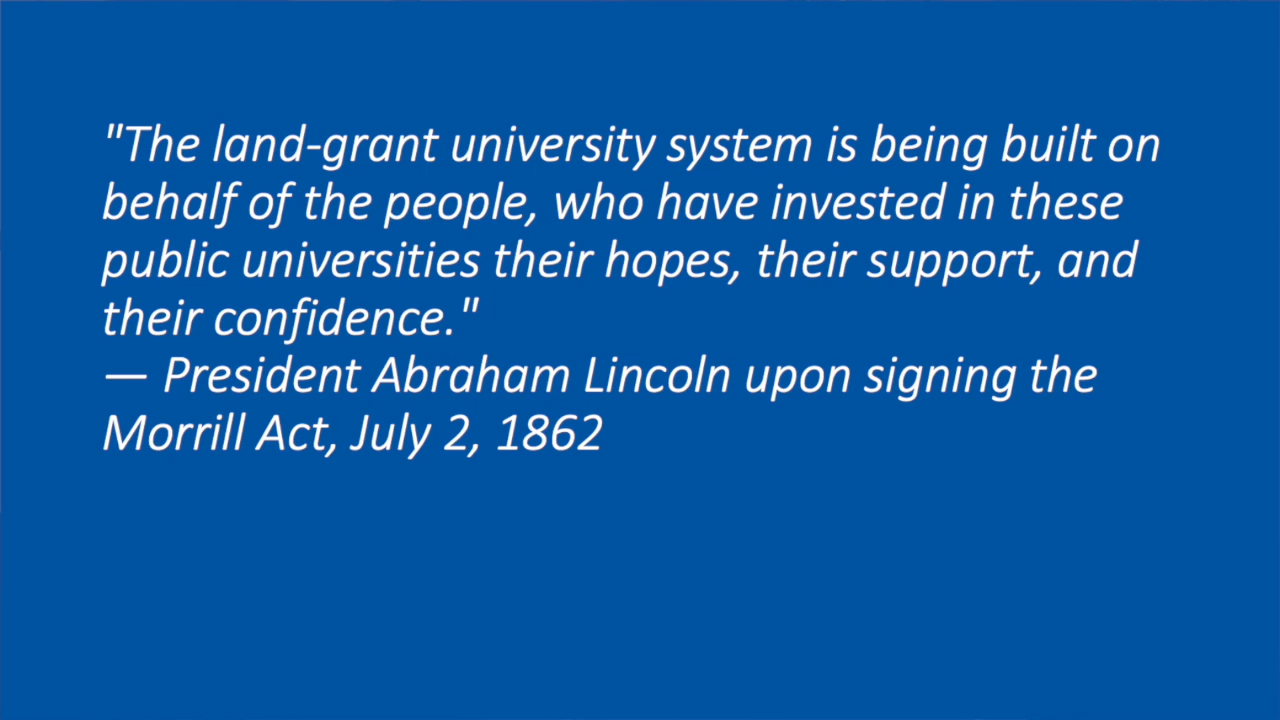 "The land-grant university system is being built on
behalf of the people, who have invested in these
public universities their hopes, their support, and
their confidence."
— President Abraham Lincoln upon signing the
Morrill Act, July 2, 1862